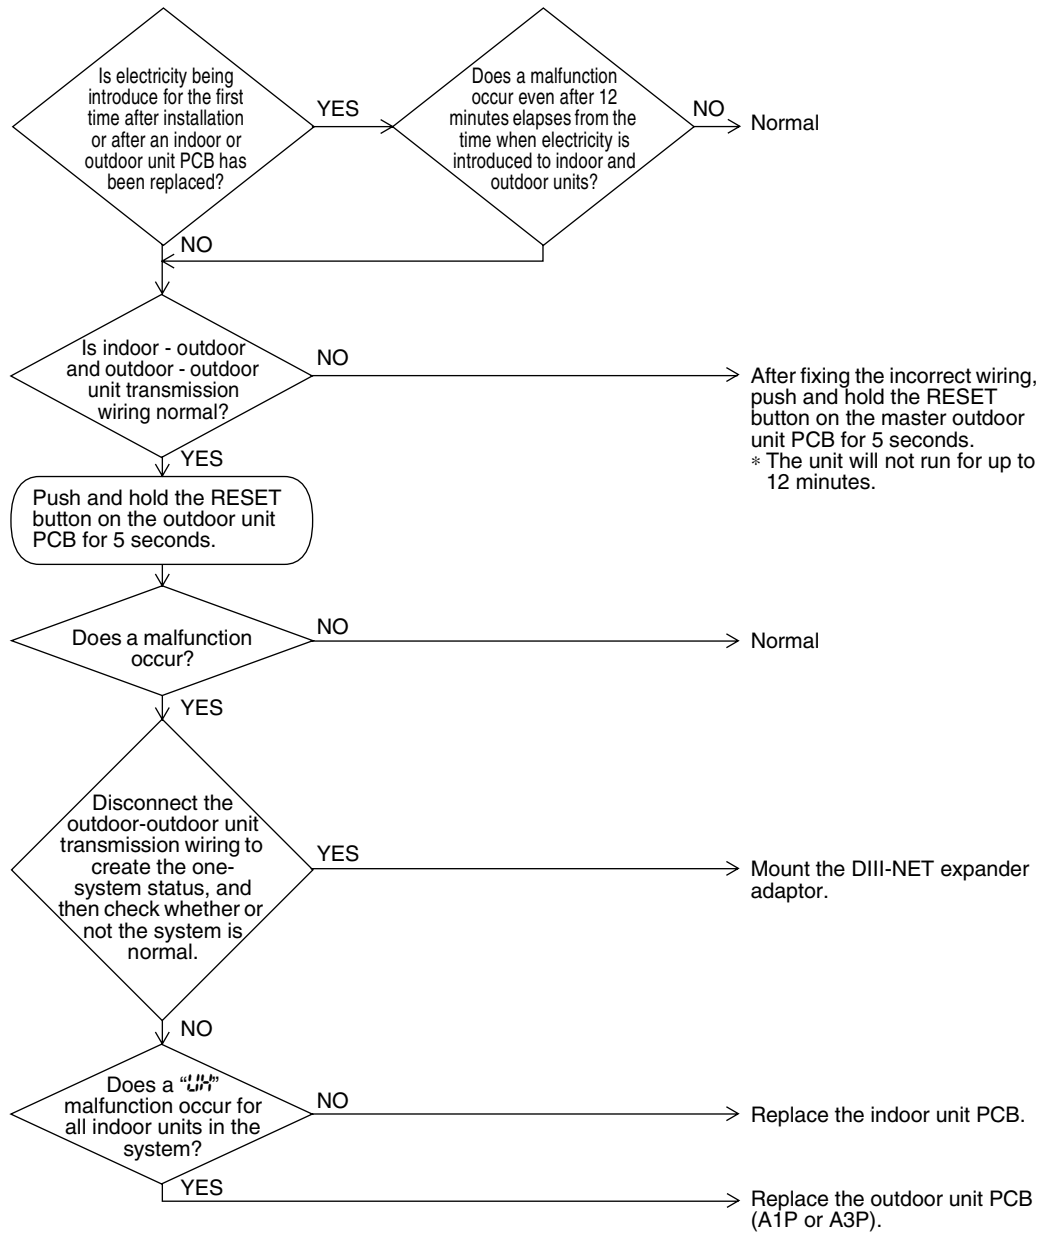 Is electricity being
introduce for the first
time after installation
or after an indoor or
outdoor unit PCB has
been replaced?
YES
Does a malfunction
occur even after 12
minutes elapses from the
time when electricity is
introduced to indoor and
outdoor units?
NO
Normal
NO
Is indoor - outdoor
and outdoor - outdoor
unit transmission
wiring normal?
NO
After fixing the incorrect wiring,
push and hold the RESET
button on the master outdoor
unit PCB for 5 seconds.
* The unit will not run for up to
12 minutes.
YES
Push and hold the RESET
button on the outdoor unit
PCB for 5 seconds.
Does a malfunction
occur?
NO
Normal
YES
Disconnect the
outdoor-outdoor unit
transmission wiring to
create the one-
system status, and
then check whether or
not the system is
normal.
YES
Mount the DIII-NET expander
adaptor.
NO
Does a “UH”
malfunction occur for
all indoor units in the
system?
NO
Replace the indoor unit PCB.
YES
Replace the outdoor unit PCB
(A1P or A3P).